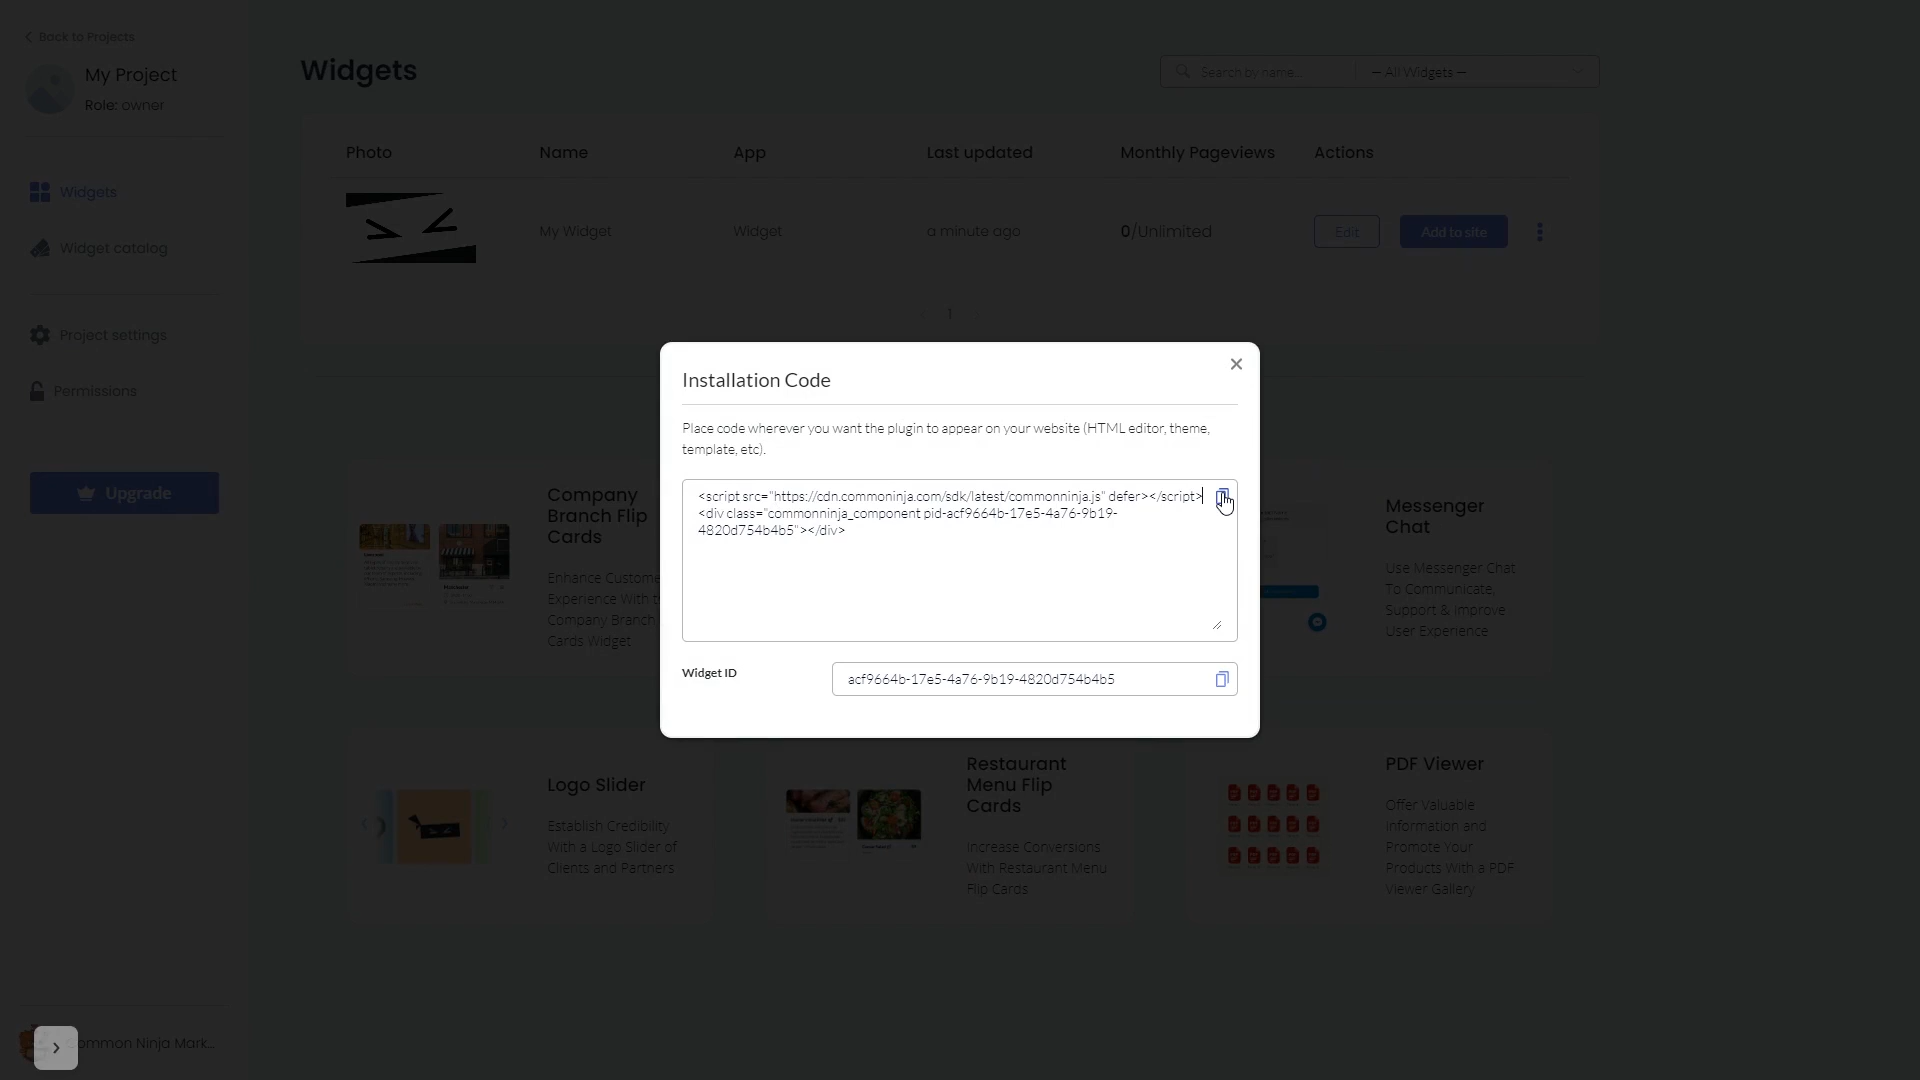 Back to Projects
My Project
Role: owner
Widgets
Widget catalog
Project settings
Permissions
Upgrade
Common Ninja Mark...
Widgets
Search by name...
— All Widgets —
Photo
Name
App
Last updated
Monthly Pageviews
Actions
My Widget
Widget
a minute ago
0/Unlimited
Edit
Add to site
1
Installation Code
Place code wherever you want the plugin to appear on your website (HTML editor, theme,
template, etc).
<script src="https://cdn.commoninja.com/sdk/latest/commonninja.js" defer></script>
<div class="commonninja_component pid-acf9664b-17e5-4a76-9b19-
4820d754b4b5"></div>
Widget ID
acf9664b-17e5-4a76-9b19-4820d754b4b5
Company
Branch Flip
Cards
Enhance Custome
Experience With
Company Branch
Cards Widget
Messenger
Chat
Use Messenger Chat
To Communicate,
Support & Improve
User Experience
Logo Slider
Establish Credibility
With a Logo Slider of
Clients and Partners
Restaurant
Menu Flip
Cards
Increase Conversions
With Restaurant Menu
Flip Cards
PDF Viewer
Offer Valuable
Information and
Promote Your
Products With a PDF
Viewer Gallery